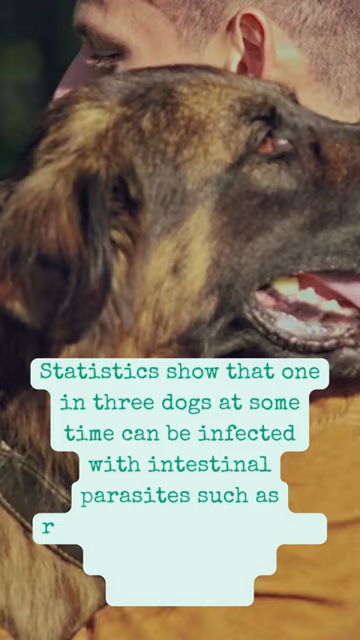 Statistics show that one
in three dogs at some
time can be infected
with intestinal
parasites such as
r